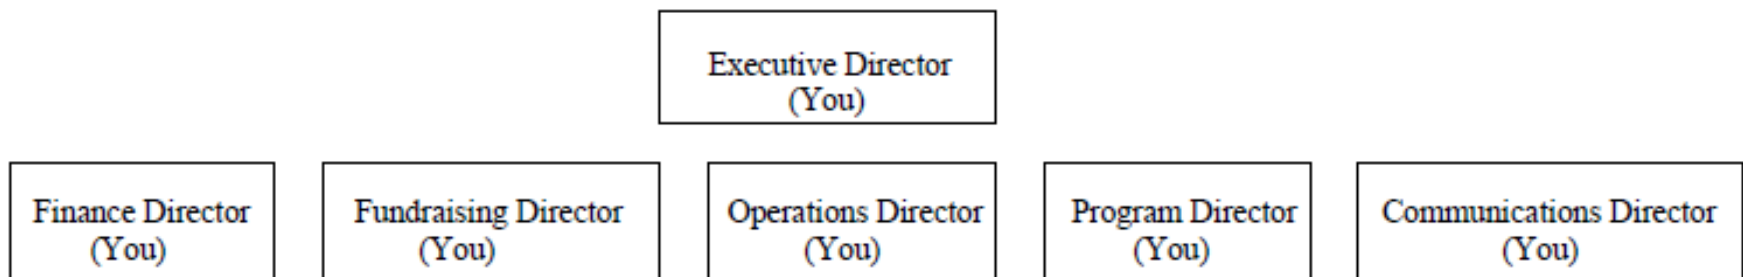 Executive Director
(You)
Finance Director
(You)
Fundraising Director
(You)
Operations Director
(You)
Program Director
(You)
Communications Director
(You)